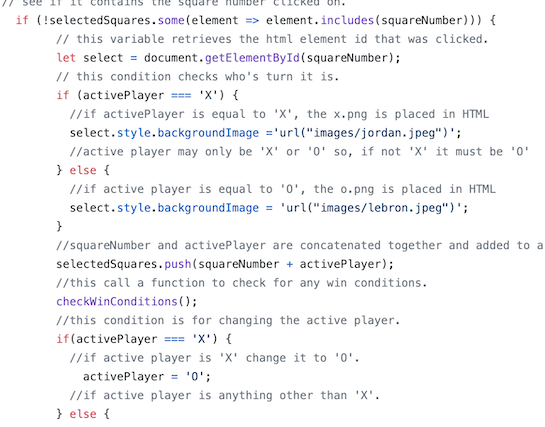 // see if it contains the square number clicked on.
if (!selectedSquares.some(element => element.includes(squareNumber))) {
// this variable retrieves the html element id that was clicked.
let select = document.getElementById(squareNumber);
// this condition checks who's turn it is.
if (activePlayer === 'X') {
//if activePlayer is equal to 'X', the x.png is placed in HTML
select.style.backgroundImage ='url("images/jordan.jpeg")';
//active player may only be 'X' or 'O' so, if not 'X' it must be 'O'
} else {
//if active player is equal to 'O', the o.png is placed in HTML
select.style.backgroundImage = 'url("images/lebron.jpeg")';
}
//squareNumber and activePlayer are concatenated together and added to a
selectedSquares.push(squareNumber + activePlayer);
//this call a function to check for any win conditions.
checkWinConditions();
//this condition is for changing the active player.
if(activePlayer === 'X') {
//if active player is 'X' change it to 'O'.
activePlayer = 'O';
//if active player is anything other than 'X'.
} else {